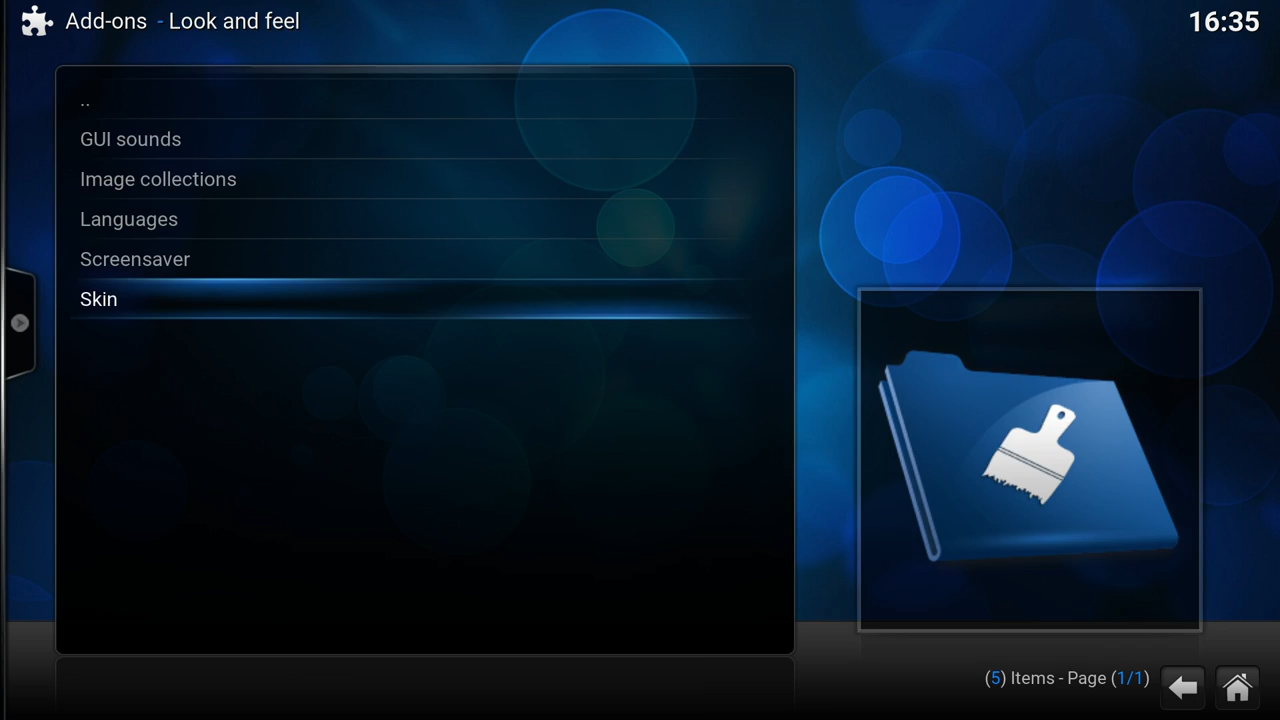 Add-ons - Look and feel
16:35
..
GUI sounds
Image collections
Languages
Screensaver
Skin
(5) Items - Page (1/1)